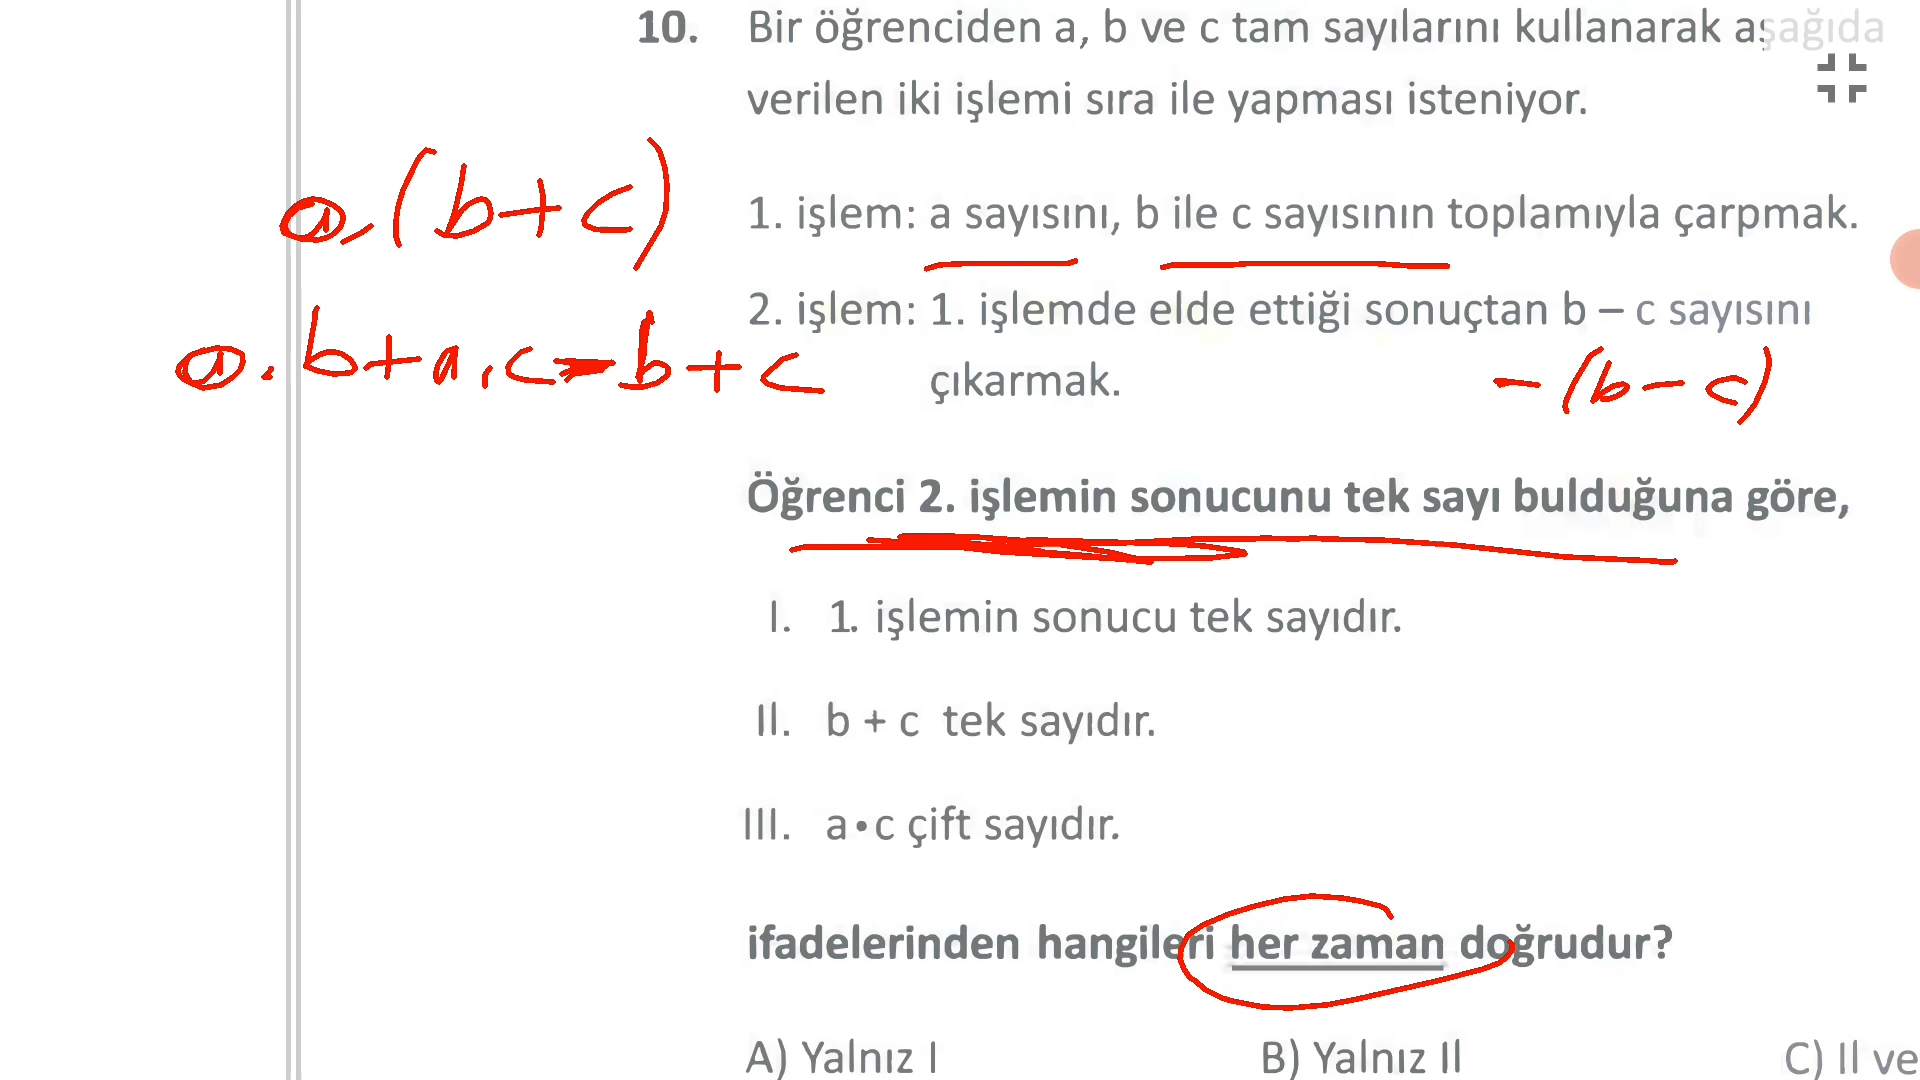 10. Bir öğrenciden a, b ve c tam sayılarını kullanarak aşağıda
verilen iki işlemi sıra ile yapması isteniyor.
a.(b+c)
1. işlem: a sayısını, b ile c sayısının toplamıyla çarpmak.
2. işlem: 1. işlemde elde ettiği sonuçtan b – c sayısını
a.b+a.c-b+c
çıkarmak.
-(b-c)
Öğrenci 2. işlemin sonucunu tek sayı bulduğuna göre,
I. 1. işlemin sonucu tek sayıdır.
II. b + c tek sayıdır.
III. a•c çift sayıdır.
ifadelerinden hangileri her zaman doğrudur?
A) Yalnız I B) Yalnız II C) II ve